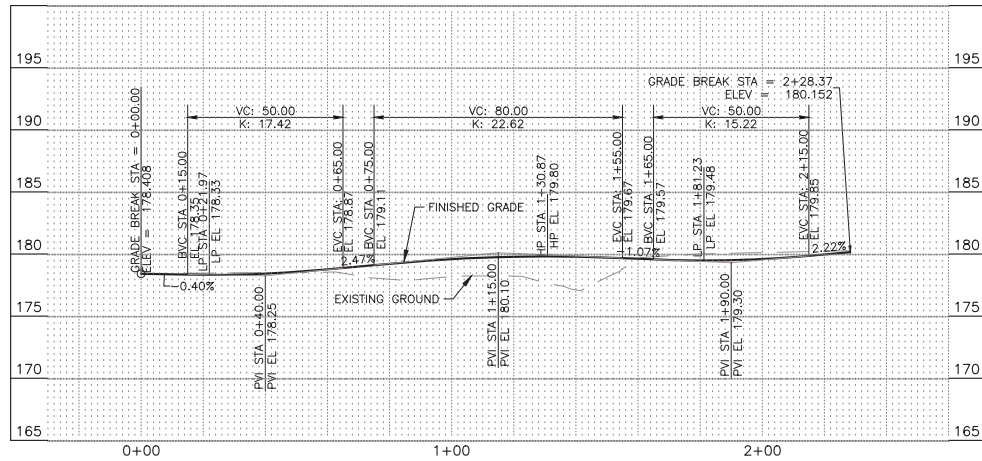 195
190
185
180
175
170
165
195
190
185
180
175
170
165
GRADE BREAK STA = 0+00.00
ELEV = 178.408
VC: 50.00
K: 17.42
BVC STA: 0+15.00
EL 178.35
LP STA 0+21.97
LP EL 178.33
EVC STA: 0+65.00
EL 178.87
VC: 80.00
K: 22.62
BVC STA: 0+75.00
EL 179.11
FINISHED GRADE
HP STA 1+30.87
HP EL 179.80
EVC STA: 1+55.00
EL 179.67
VC: 50.00
K: 15.22
BVC STA: 1+65.00
EL 179.57
LP STA 1+81.23
LP EL 179.48
EVC STA: 2+15.00
EL 179.85
GRADE BREAK STA = 2+28.37
ELEV = 180.152
-0.40%
2.47%
-1.07%
2.22%
EXISTING GROUND
PVI STA 0+40.00
PVI EL 178.25
PVI STA 1+15.00
PVI EL 180.10
PVI STA 1+90.00
PVI EL 179.30
0+00
1+00
2+00